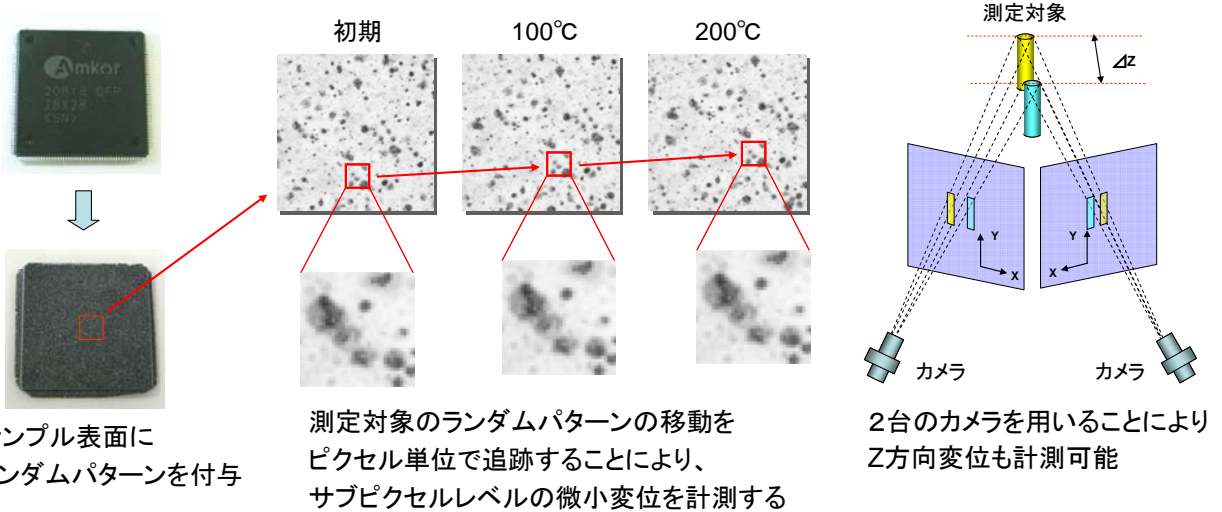 Amkor
208Ld QFP
28X28
<SN>
ンプル表面に
ンダムパターンを付与
初期
100℃
200℃
測定対象のランダムパターンの移動を
ピクセル単位で追跡することにより、
サブピクセルレベルの微小変位を計測する
測定対象
⊿Z
Y
X
Y
X
カメラ
カメラ
２台のカメラを用いることにより
Z方向変位も計測可能